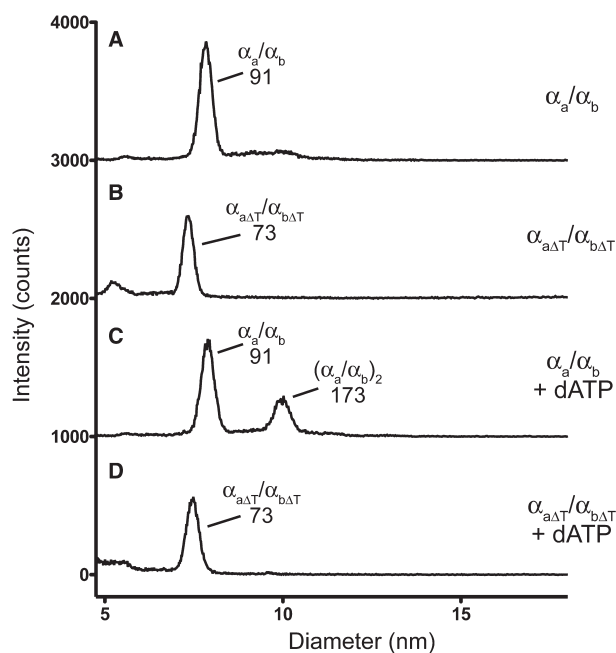 4000
A
αa/αb
91
αa/αb
3000
B
αaΔT/αbΔT
73
αaΔT/αbΔT
2000
C
αa/αb
91
(αa/αb)2
173
αa/αb
+ dATP
1000
D
αaΔT/αbΔT
73
αaΔT/αbΔT
+ dATP
0
5
10
15
Intensity (counts)
Diameter (nm)